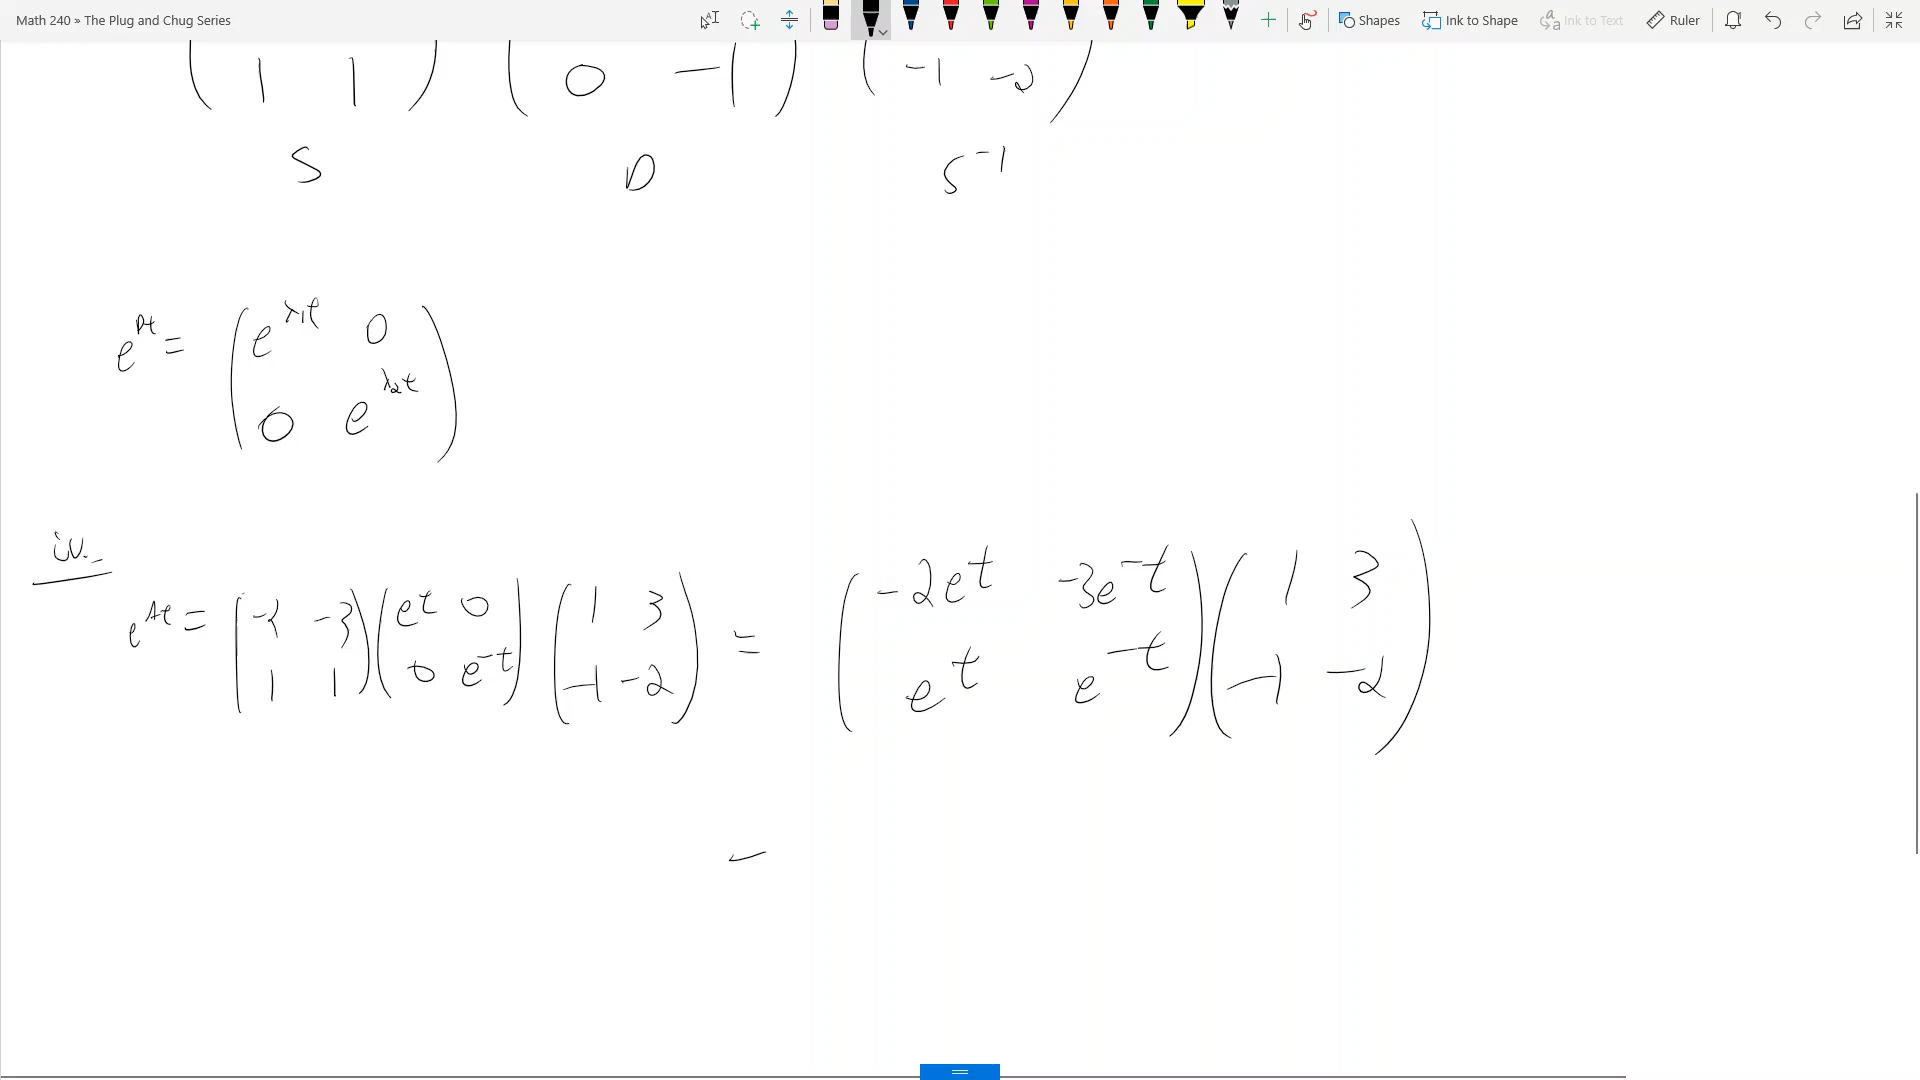 Math 240 » The Plug and Chug Series
Shapes Ink to Shape Ink to Text Ruler
( 1 1 ) ( 0 -1 ) ( -1 -2 )
S D S⁻¹
e^Dt = ( e^λ₁t 0
0 e^λ₂t )
iv.
e^At = ( -2 -3 ) ( e^t 0 ) ( 1 3 ) = ( -2e^t -3e^-t ) ( 1 3 )
( 1 1 ) ( 0 e^-t ) ( -1 -2 ) ( e^t e^-t ) ( -1 -2 )